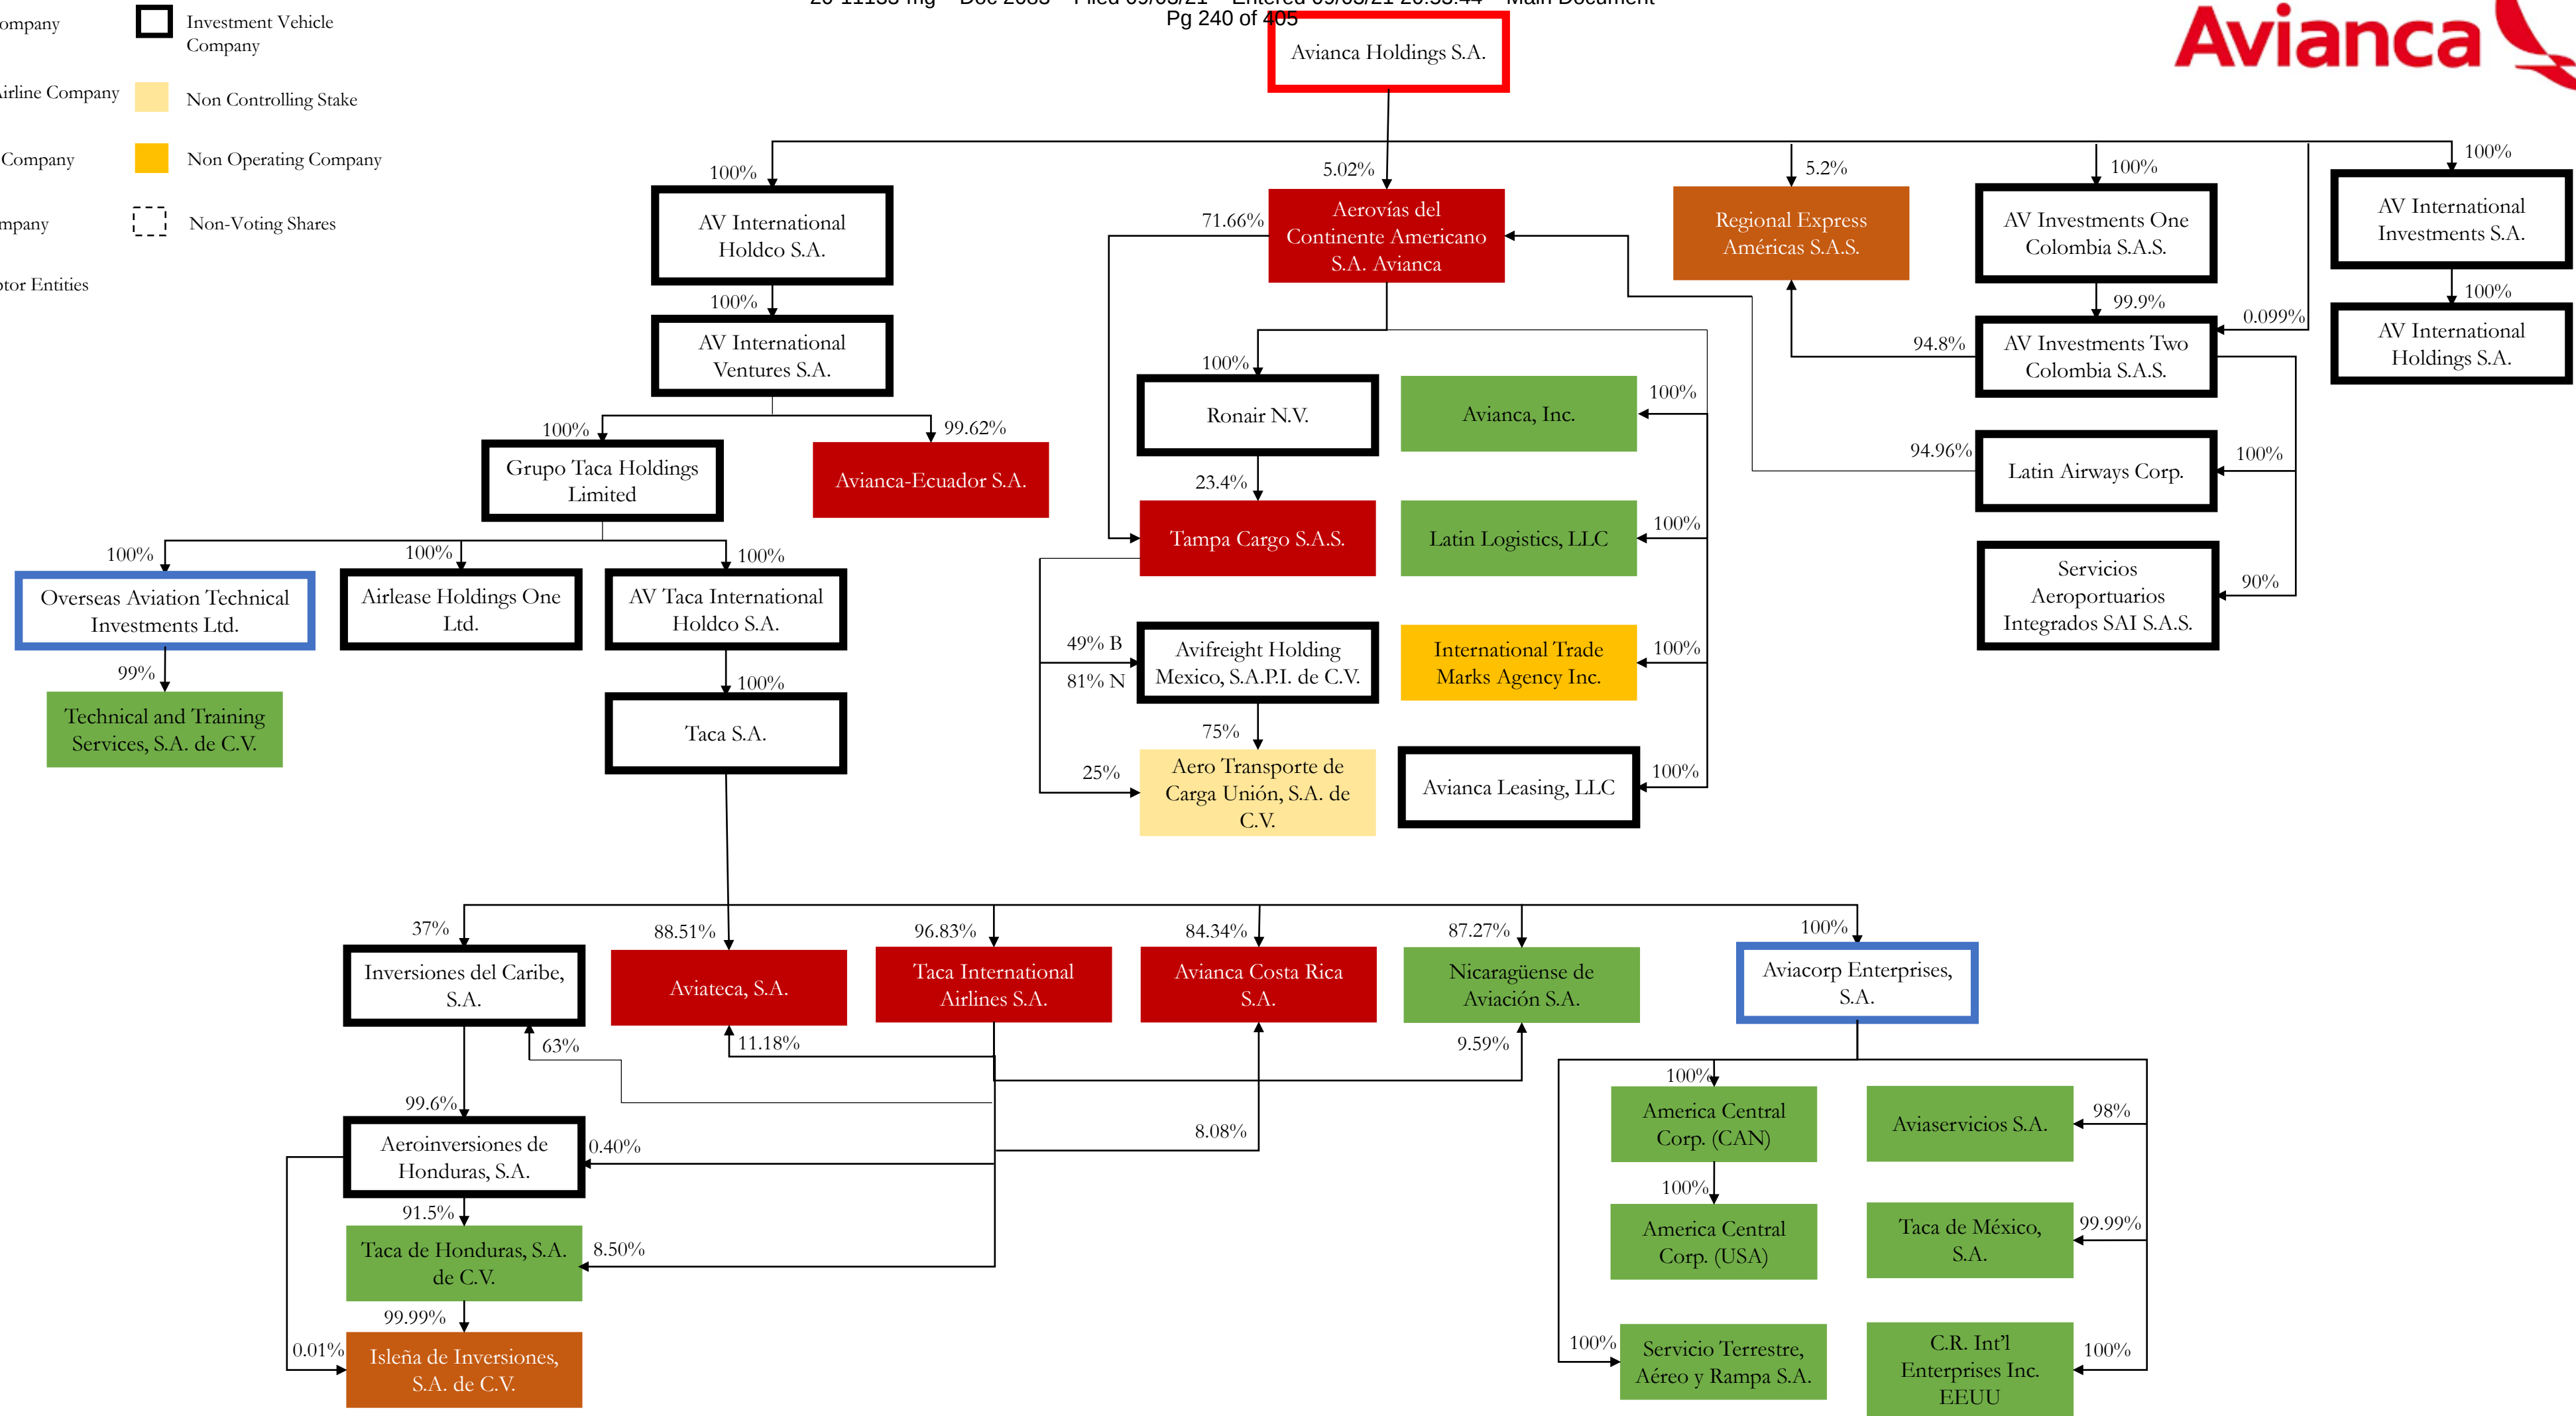 Pg 240 of 405
Avianca
Investment Vehicle
Company
Airline Company
Non Controlling Stake
Company
Non Operating Company
Non-Voting Shares
Entities
Avianca Holdings S.A.
100%
5.02%
5.2%
100%
100%
AV International
Holdco S.A.
71.66%
Aerovías del
Continente Americano
S.A. Avianca
Regional Express
Américas S.A.S.
AV Investments One
Colombia S.A.S.
AV International
Investments S.A.
100%
99.9%
0.099%
100%
AV International
Ventures S.A.
94.8%
AV Investments Two
Colombia S.A.S.
AV International
Holdings S.A.
100%
99.62%
100%
Ronair N.V.
Avianca, Inc.
100%
Grupo Taca Holdings
Limited
Avianca-Ecuador S.A.
23.4%
94.96%
Latin Airways Corp.
100%
Tampa Cargo S.A.S.
Latin Logistics, LLC
100%
100%
100%
100%
Overseas Aviation Technical
Investments Ltd.
Airlease Holdings One
Ltd.
AV Taca International
Holdco S.A.
Servicios
Aeroportuarios
Integrados SAI S.A.S.
90%
99%
49% B
81% N
Avifreight Holding
Mexico, S.A.P.I. de C.V.
International Trade
Marks Agency Inc.
100%
100%
Technical and Training
Services, S.A. de C.V.
Taca S.A.
75%
25%
Aero Transporte de
Carga Unión, S.A. de
C.V.
Avianca Leasing, LLC
100%
37%
88.51%
96.83%
84.34%
87.27%
100%
Inversiones del Caribe,
S.A.
Aviateca, S.A.
Taca International
Airlines S.A.
Avianca Costa Rica
S.A.
Nicaragüense de
Aviación S.A.
Aviacorp Enterprises,
S.A.
63%
11.18%
9.59%
100%
99.6%
America Central
Corp. (CAN)
Aviaservicios S.A.
98%
Aeroinversiones de
Honduras, S.A.
0.40%
8.08%
100%
91.5%
America Central
Corp. (USA)
Taca de México,
S.A.
99.99%
Taca de Honduras, S.A.
de C.V.
8.50%
99.99%
0.01%
Isleña de Inversiones,
S.A. de C.V.
100%
Servicio Terrestre,
Aéreo y Rampa S.A.
C.R. Int'l
Enterprises Inc.
EEUU
100%